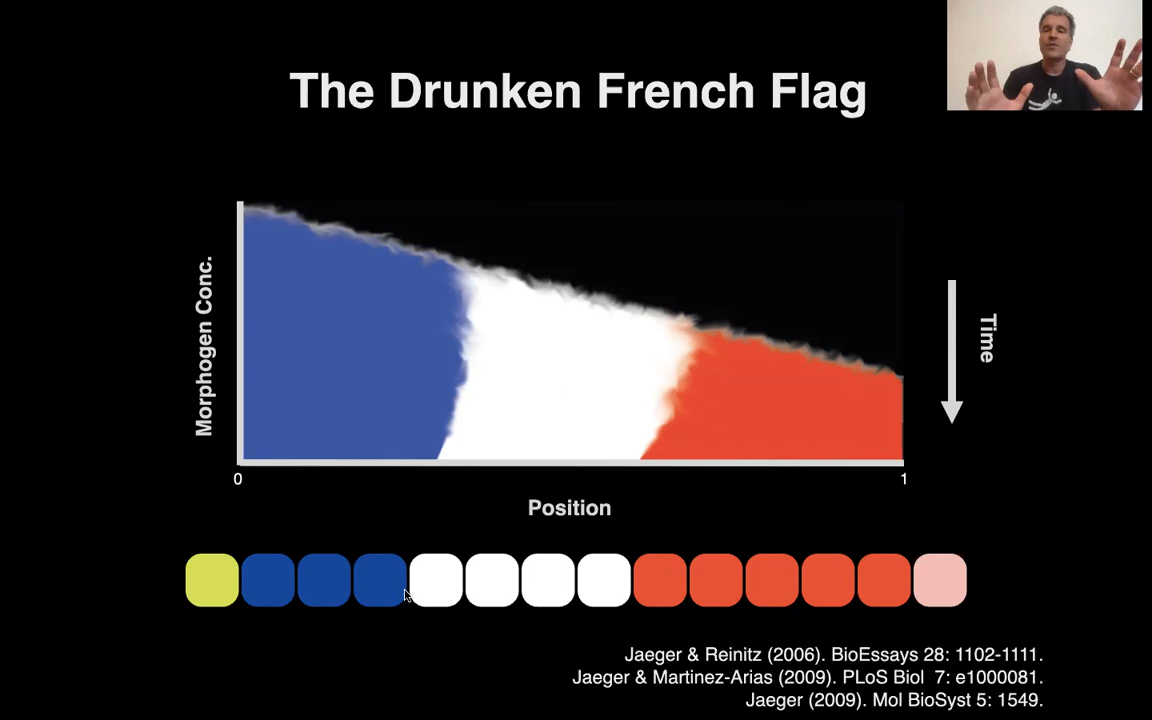 The Drunken French Flag
Morphogen Conc.
Time
0
1
Position
Jaeger & Reinitz (2006). BioEssays 28: 1102-1111.
Jaeger & Martinez-Arias (2009). PLoS Biol 7: e1000081.
Jaeger (2009). Mol BioSyst 5: 1549.